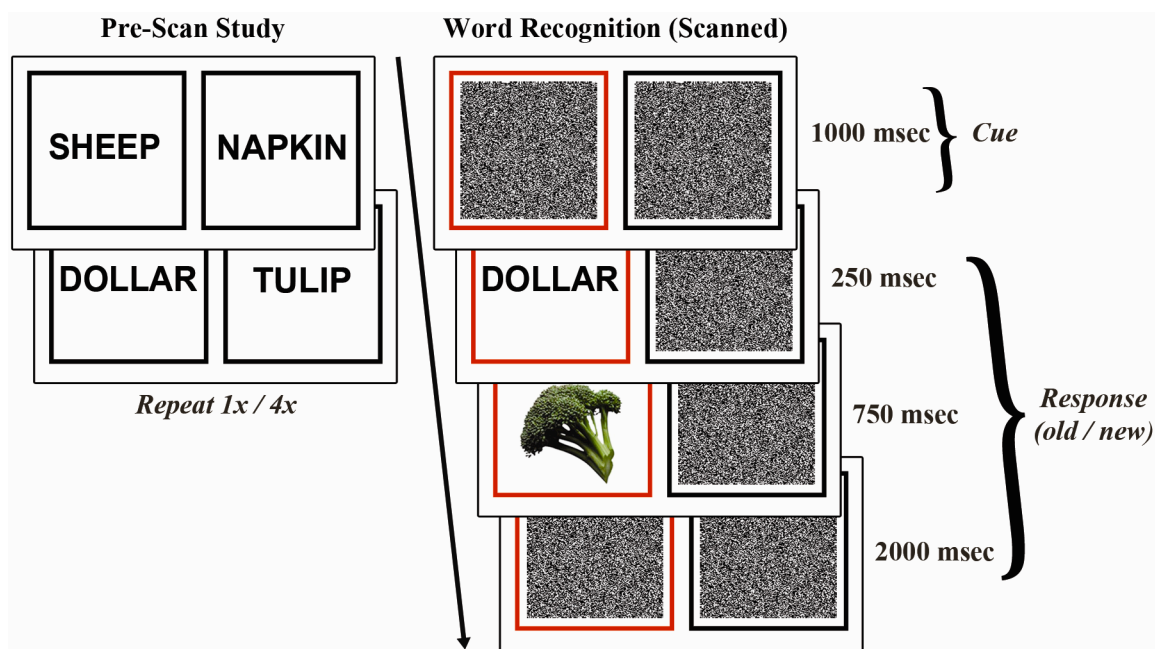 Pre-Scan Study
SHEEP NAPKIN
DOLLAR TULIP
Repeat 1x / 4x
Word Recognition (Scanned)
1000 msec Cue
DOLLAR 250 msec
750 msec
Response
(old / new)
2000 msec